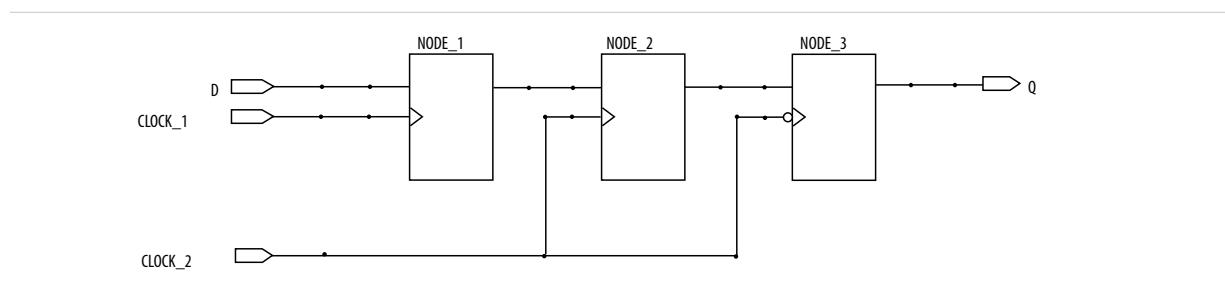 NODE_1
NODE_2
NODE_3
D
Q
CLOCK_1
CLOCK_2